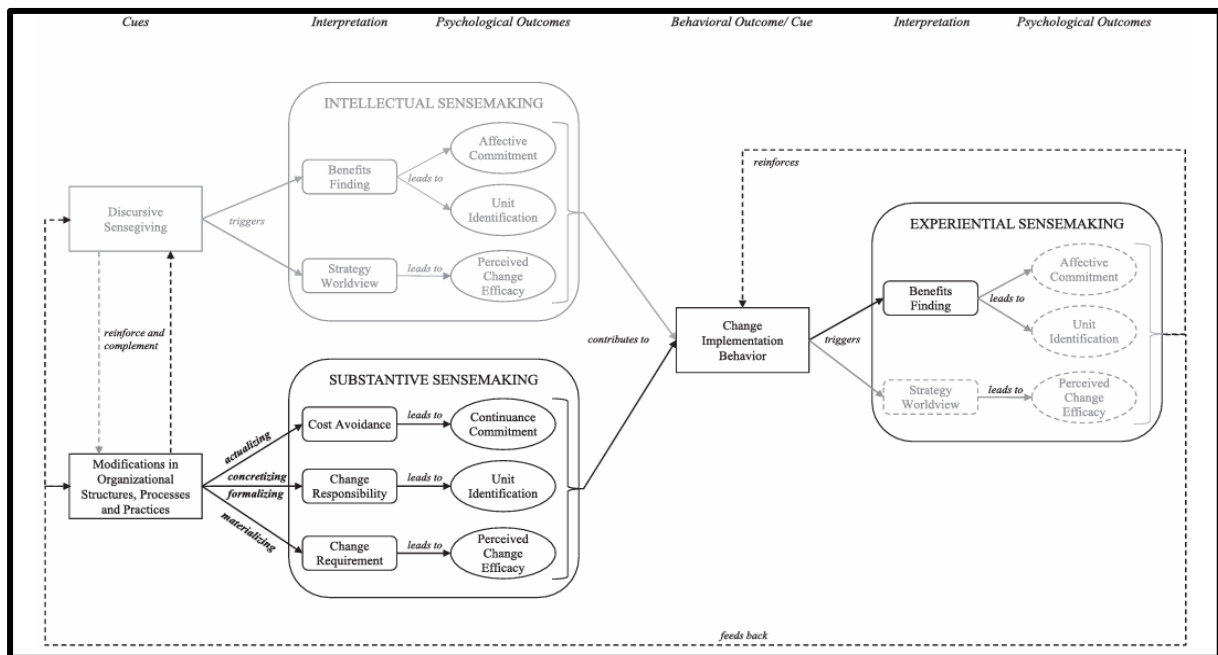 Cues
Interpretation
Psychological Outcomes
Behavioral Outcome/ Cue
Interpretation
Psychological Outcomes
INTELLECTUAL SENSEMAKING
Affective
Commitment
Benefits
Finding
leads to
Unit
Identification
Discursive
Sensegiving
triggers
Strategy
Worldview
leads to
Perceived
Change
Efficacy
reinforce and
complement
SUBSTANTIVE SENSEMAKING
Cost Avoidance
leads to
Continuance
Commitment
actualizing
Modifications in
Organizational
Structures, Processes
and Practices
concretizing
formalizing
Change
Responsibility
leads to
Unit
Identification
materializing
Change
Requirement
leads to
Perceived
Change
Efficacy
contributes to
Change
Implementation
Behavior
reinforces
triggers
EXPERIENTIAL SENSEMAKING
Affective
Commitment
Benefits
Finding
leads to
Unit
Identification
Strategy
Worldview
leads to
Perceived
Change
Efficacy
feeds back